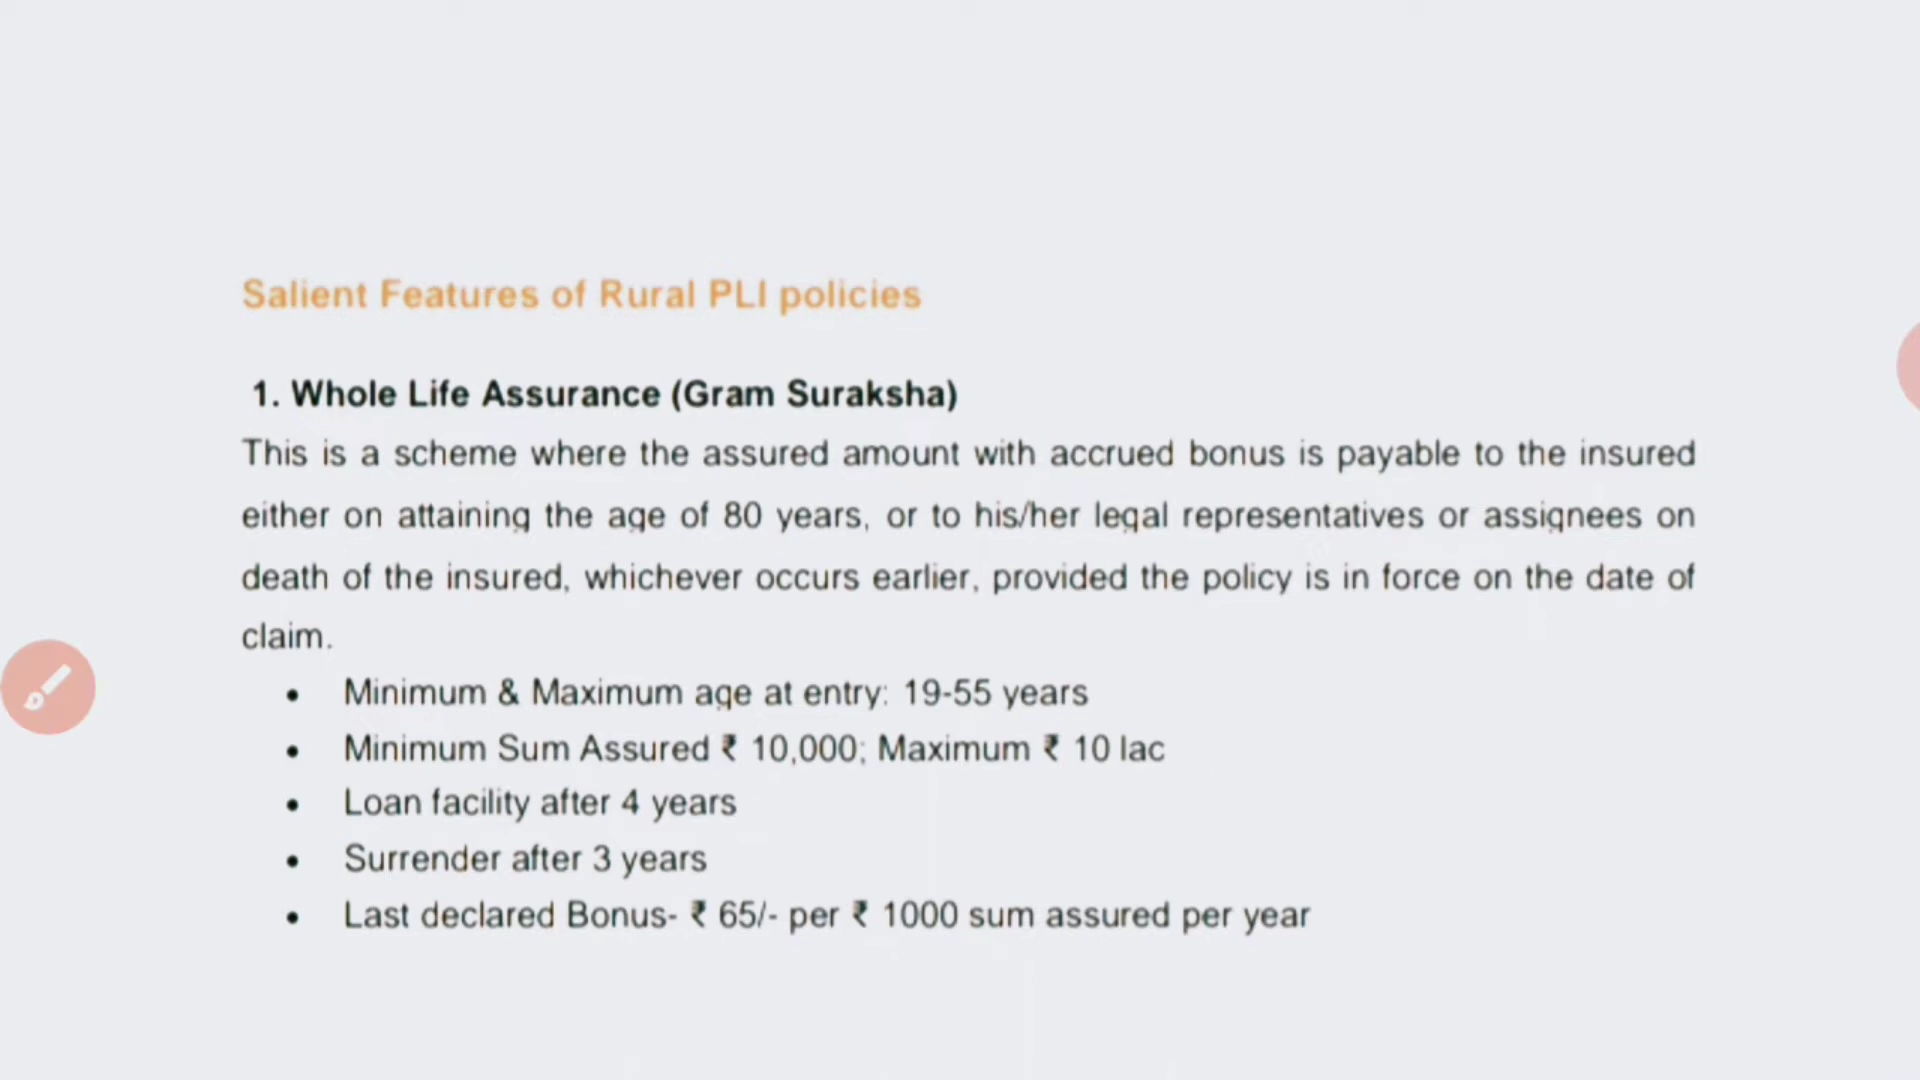 Salient Features of Rural PLI policies
1. Whole Life Assurance (Gram Suraksha)
This is a scheme where the assured amount with accrued bonus is payable to the insured
either on attaining the age of 80 years, or to his/her legal representatives or assignees on
death of the insured, whichever occurs earlier, provided the policy is in force on the date of
claim.
• Minimum & Maximum age at entry: 19-55 years
• Minimum Sum Assured ₹ 10,000; Maximum ₹ 10 lac
• Loan facility after 4 years
• Surrender after 3 years
• Last declared Bonus- ₹ 65/- per ₹ 1000 sum assured per year